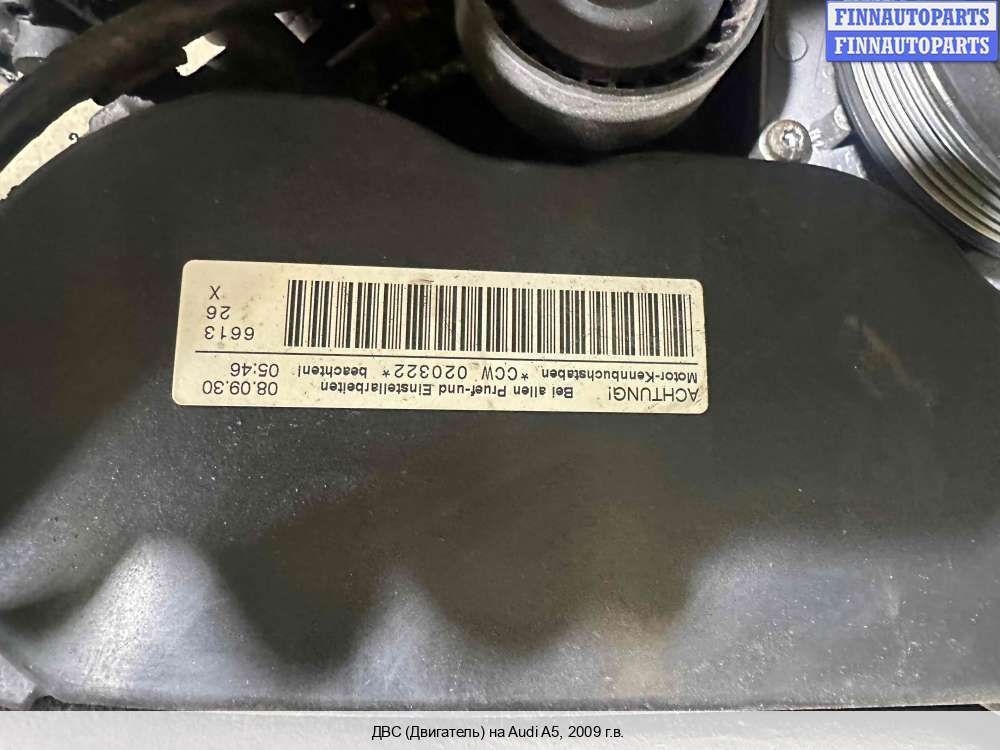 FINNAUTOPARTS
FINNAUTOPARTS
ACHTUNG! Bei allen Pruef-und Einstellarbeiten 08.09.30
Motor-Kennbuchstaben *CCW 020322* beachten! 05:46
6613
26
X
ДВС (Двигатель) на Audi A5, 2009 г.в.